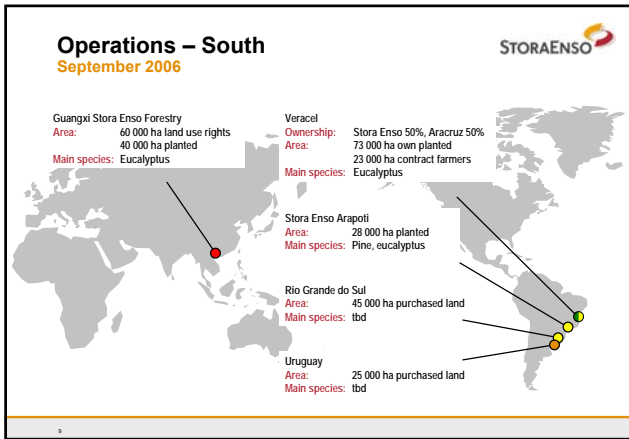 Operations – South
September 2006
STORAENSO
Guangxi Stora Enso Forestry
Area: 60 000 ha land use rights
40 000 ha planted
Main species: Eucalyptus
Veracel
Ownership: Stora Enso 50%, Aracruz 50%
Area: 73 000 ha own planted
23 000 ha contract farmers
Main species: Eucalyptus
Stora Enso Arapoti
Area: 28 000 ha planted
Main species: Pine, eucalyptus
Rio Grande do Sul
Area: 45 000 ha purchased land
Main species: tbd
Uruguay
Area: 25 000 ha purchased land
Main species: tbd
9